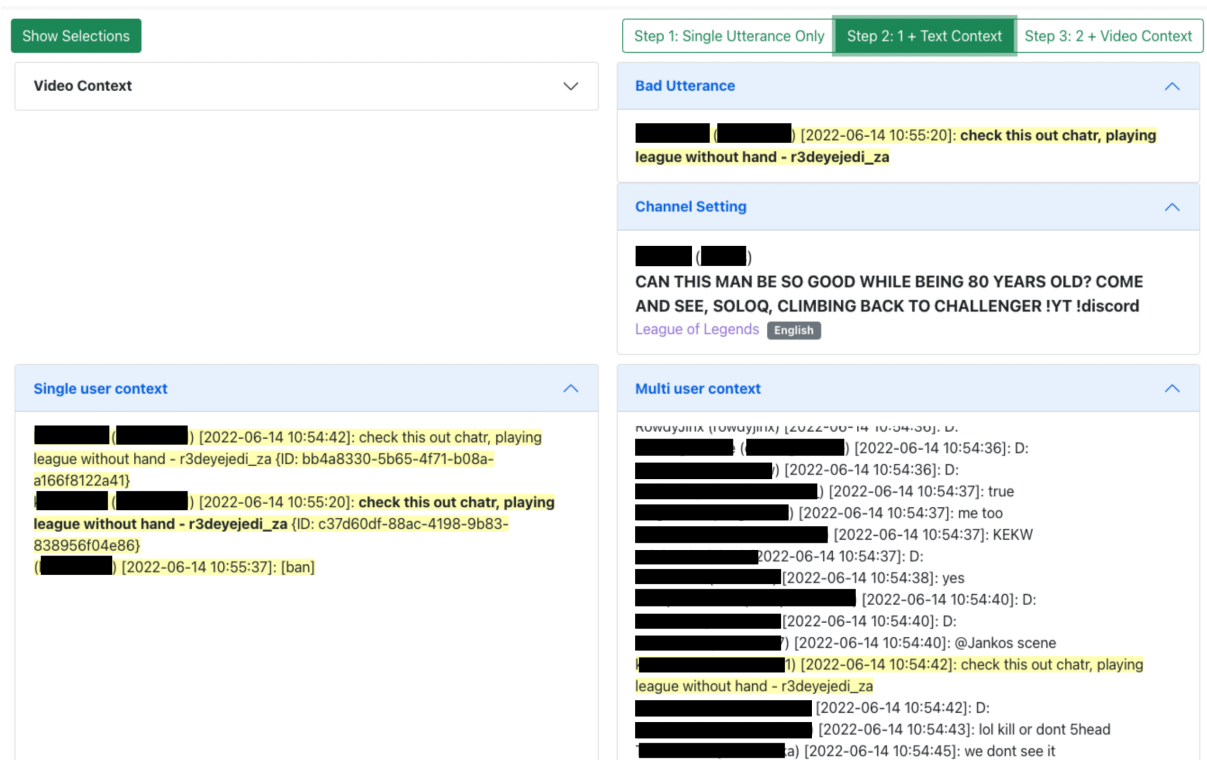 Show Selections
Step 1: Single Utterance Only
Step 2: 1 + Text Context
Step 3: 2 + Video Context
Video Context
Bad Utterance
( ) [2022-06-14 10:55:20]: check this out chatr, playing
league without hand - r3deyejedi_za
Channel Setting
( )
CAN THIS MAN BE SO GOOD WHILE BEING 80 YEARS OLD? COME
AND SEE, SOLOQ, CLIMBING BACK TO CHALLENGER !YT !discord
League of Legends English
Single user context
( ) [2022-06-14 10:54:42]: check this out chatr, playing
league without hand - r3deyejedi_za {ID: bb4a8330-5b65-4f71-b08a-
a166f8122a41}
( ) [2022-06-14 10:55:20]: check this out chatr, playing
league without hand - r3deyejedi_za {ID: c37d60df-88ac-4198-9b83-
838956f04e86}
( ) [2022-06-14 10:55:37]: [ban]
Multi user context
RowdyJinx (rowdyjinx) [2022-06-14 10:54:36]: D:
( ) [2022-06-14 10:54:36]: D:
) [2022-06-14 10:54:36]: D:
) [2022-06-14 10:54:37]: true
) [2022-06-14 10:54:37]: me too
[2022-06-14 10:54:37]: KEKW
2022-06-14 10:54:37]: D:
[2022-06-14 10:54:38]: yes
[2022-06-14 10:54:40]: D:
[2022-06-14 10:54:40]: D:
) [2022-06-14 10:54:40]: @Jankos scene
1) [2022-06-14 10:54:42]: check this out chatr, playing
league without hand - r3deyejedi_za
[2022-06-14 10:54:42]: D:
[2022-06-14 10:54:43]: lol kill or dont 5head
a) [2022-06-14 10:54:45]: we dont see it